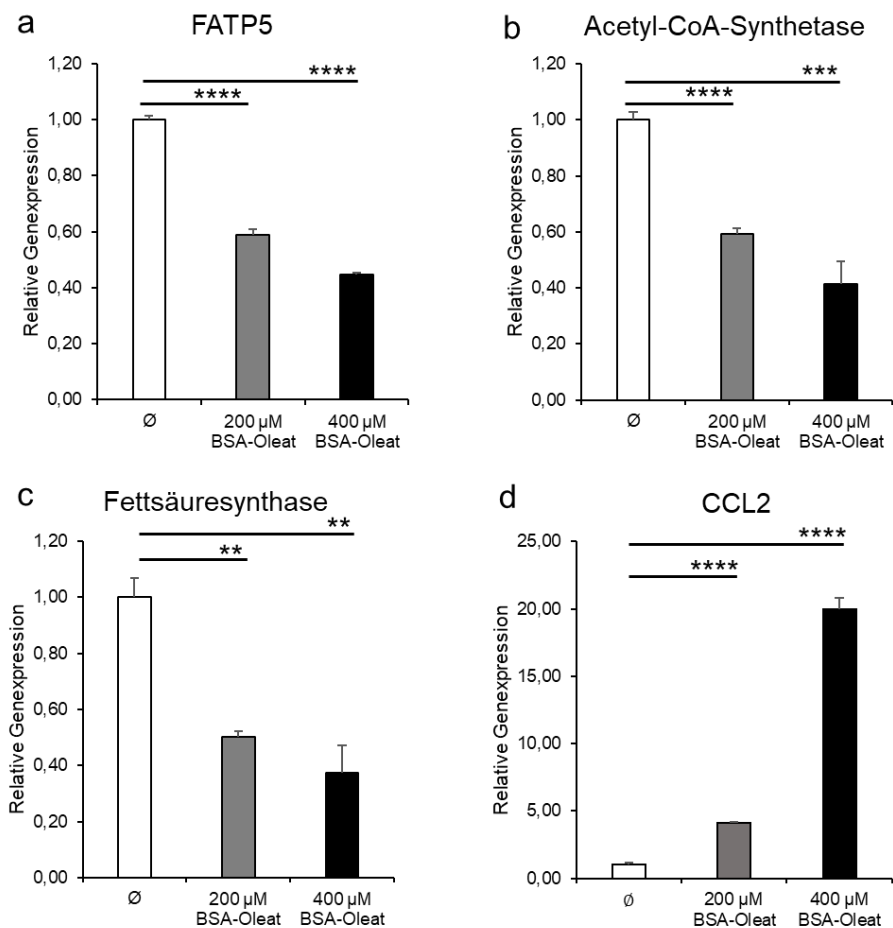 a
FATP5
Relative Genexpression
1,20
1,00
0,80
0,60
0,40
0,20
0,00
****
****
Ø
200 µM
BSA-Oleat
400 µM
BSA-Oleat
b
Acetyl-CoA-Synthetase
Relative Genexpression
1,20
1,00
0,80
0,60
0,40
0,20
0,00
***
****
Ø
200 µM
BSA-Oleat
400 µM
BSA-Oleat
c
Fettsäuresynthase
Relative Genexpression
1,20
1,00
0,80
0,60
0,40
0,20
0,00
**
**
Ø
200 µM
BSA-Oleat
400 µM
BSA-Oleat
d
CCL2
Relative Genexpression
25,00
20,00
15,00
10,00
5,00
0,00
****
****
Ø
200 µM
BSA-Oleat
400 µM
BSA-Oleat